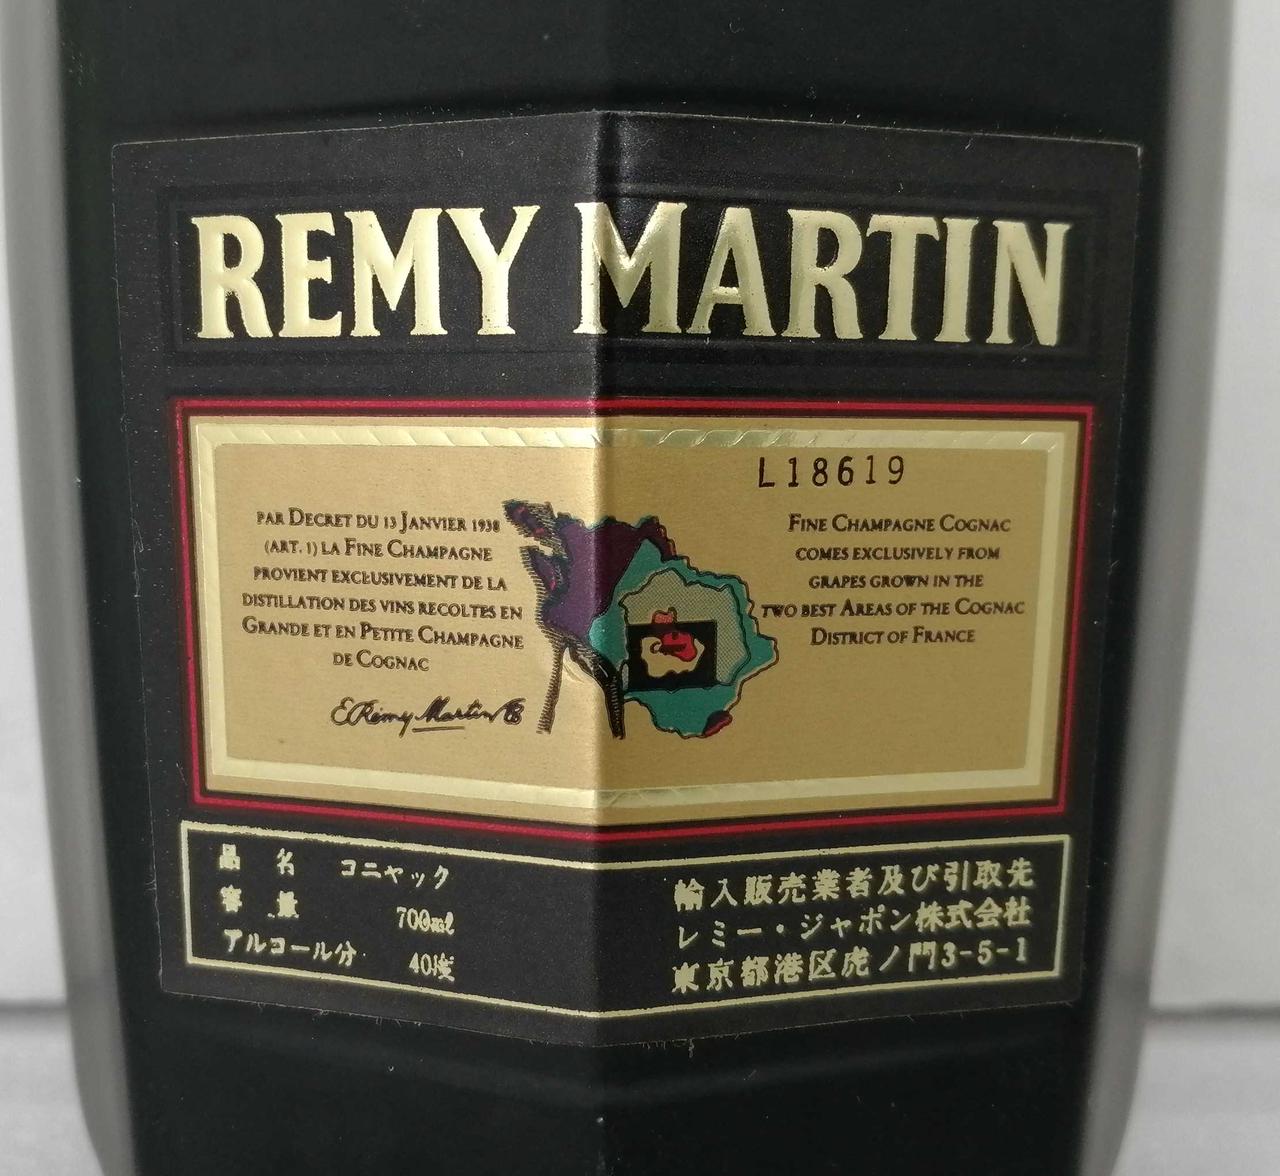 REMY MARTIN
L18619
PAR DECRET DU 13 JANVIER 1938
(ART. 1) LA FINE CHAMPAGNE
PROVIENT EXCLUSIVEMENT DE LA
DISTILLATION DES VINS RECOLTES EN
GRANDE ET EN PETITE CHAMPAGNE
DE COGNAC
E Rémy Martin
FINE CHAMPAGNE COGNAC
COMES EXCLUSIVELY FROM
GRAPES GROWN IN THE
TWO BEST AREAS OF THE COGNAC
DISTRICT OF FRANCE
品名 コニャック
容量 700ml
アルコール分 40度
輸入販売業者及び引取先
レミー・ジャポン株式会社
東京都港区虎ノ門3-5-1